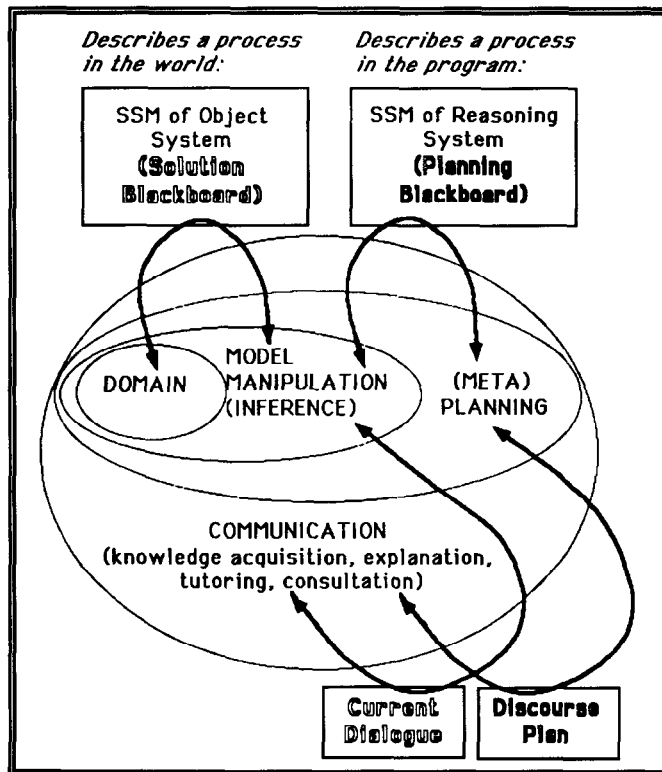 Describes a process
in the world:
Describes a process
in the program:
SSM of Object
System
(Solution
Blackboard)
SSM of Reasoning
System
(Planning
Blackboard)
DOMAIN
MODEL
MANIPULATION
(INFERENCE)
(META)
PLANNING
COMMUNICATION
(knowledge acquisition, explanation,
tutoring, consultation)
Current
Dialogue
Discourse
Plan